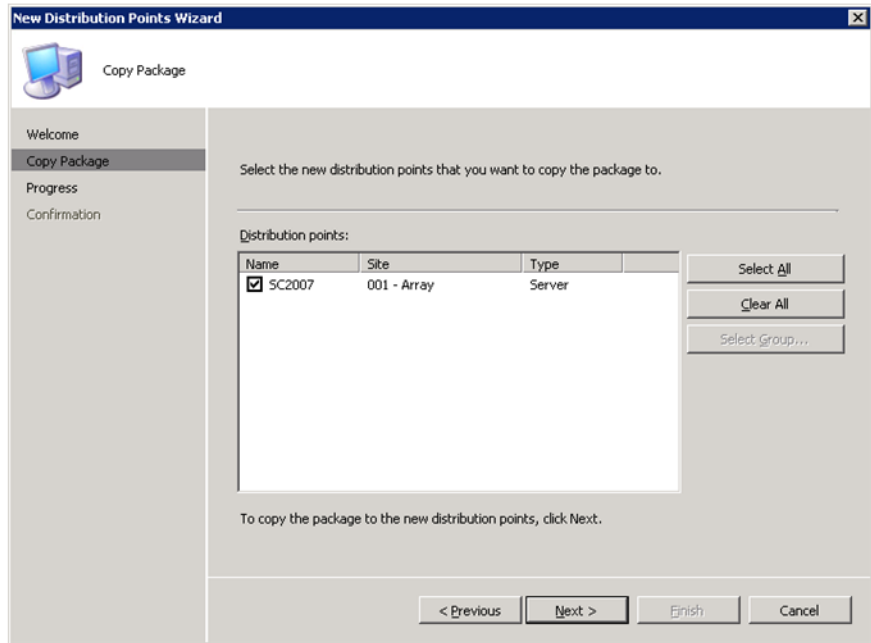 New Distribution Points Wizard
Copy Package
Welcome
Copy Package
Progress
Confirmation
Select the new distribution points that you want to copy the package to.
Distribution points:
Name Site Type
SC2007 001 - Array Server
Select All
Clear All
Select Group...
To copy the package to the new distribution points, click Next.
< Previous Next > Finish Cancel